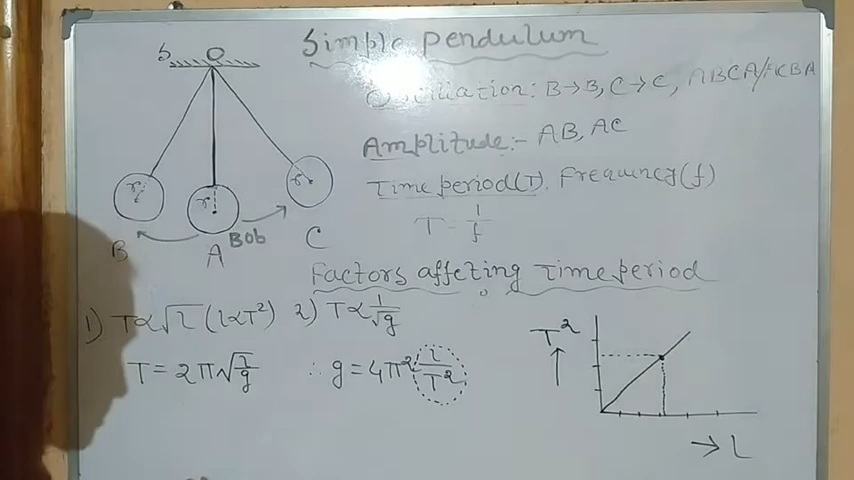 Simple pendulum
S O
Oscillation: B→B, C→C, ABCA/ACBA
Amplitude:- AB, AC
Time period(T), Frequency(f)
T = 1/f
r r r
B A Bob C
Factors affeting Time period
1) T∝√l (l∝T²) 2) T∝1/√g
T = 2π√l/g ∴ g = 4π² l/T²
T²
→ L